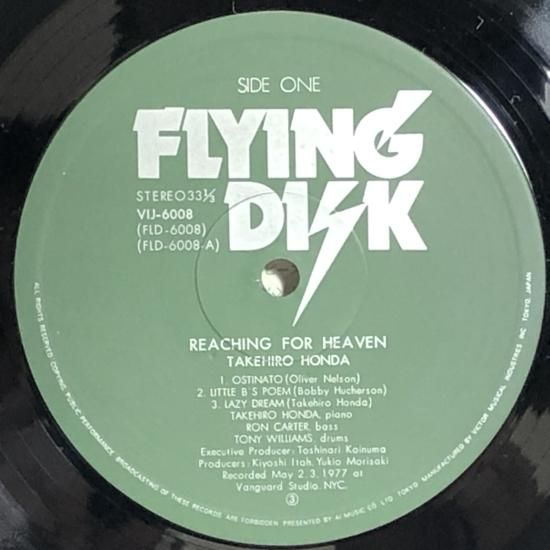 SIDE ONE
FLYING
DISK
STEREO 33⅓
VIJ-6008
(FLD-6008)
(FLD-6008-A)
REACHING FOR HEAVEN
TAKEHIRO HONDA
1. OSTINATO (Oliver Nelson)
2. LITTLE B'S POEM (Bobby Hucherson)
3. LAZY DREAM (Takehiro Honda)
TAKEHIRO HONDA, piano
RON CARTER, bass
TONY WILLIAMS, drums
Executive Producer: Toshinari Koinuma
Producers: Kiyoshi Itoh, Yukio Morisaki
Recorded May 2.3, 1977 at
Vanguard Studio. NYC.
③
ALL RIGHTS RESERVED COPYING, PUBLIC PERFORMANCE, BROADCASTING OF THESE RECORDS ARE FORBIDDEN PRESENTED BY AI MUSIC CO. LTD TOKYO, MANUFACTURED BY VICTOR MUSICAL INDUSTRIES INC TOKYO, JAPAN